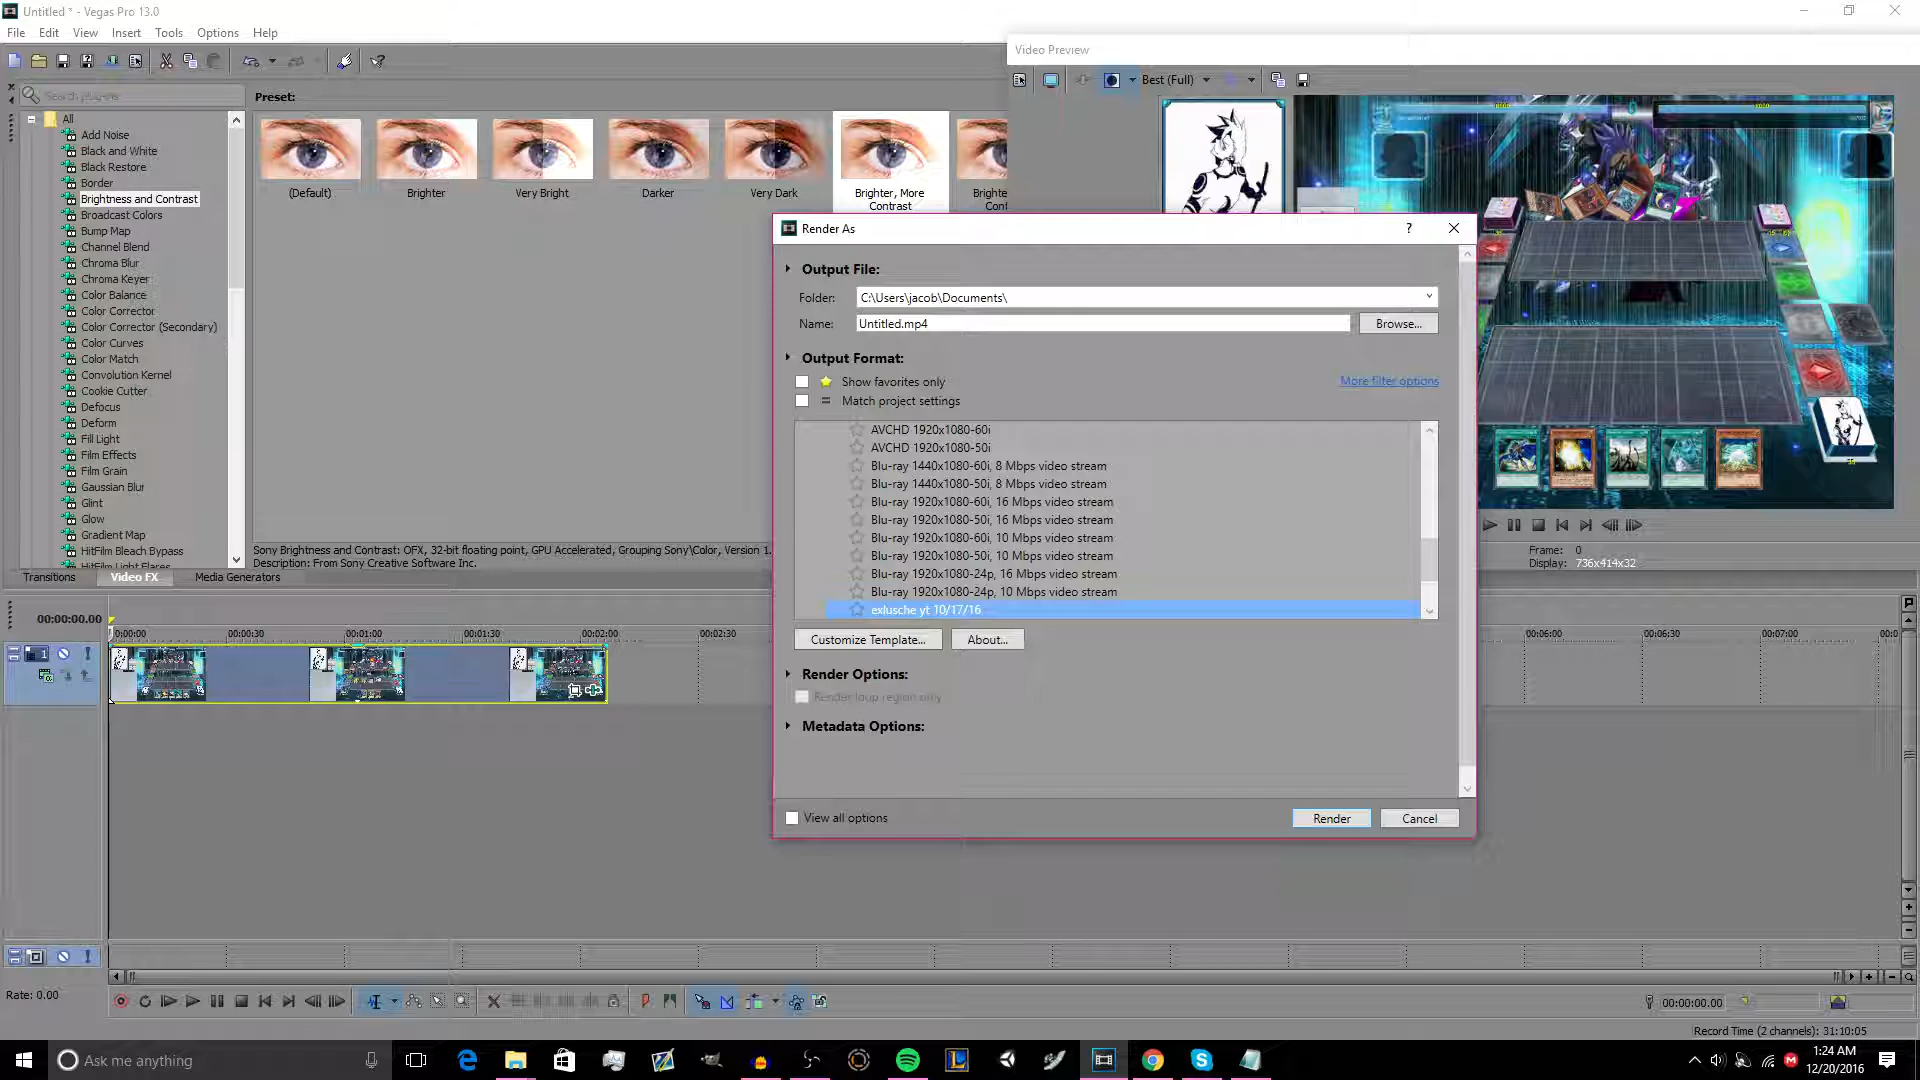 Untitled * - Vegas Pro 13.0
File Edit View Insert Tools Options Help
Video Preview
Best (Full)
Search plug-ins
Preset:
All
Add Noise
Black and White
Black Restore
Border
Brightness and Contrast
Broadcast Colors
Bump Map
Channel Blend
Chroma Blur
Chroma Keyer
Color Balance
Color Corrector
Color Corrector (Secondary)
Color Curves
Color Match
Convolution Kernel
Cookie Cutter
Defocus
Deform
Fill Light
Film Effects
Film Grain
Gaussian Blur
Glint
Glow
Gradient Map
HitFilm Bleach Bypass
HitFilm Light Flares
(Default)
Brighter
Very Bright
Darker
Very Dark
Brighter, More
Contrast
Sony Brightness and Contrast: OFX, 32-bit floating point, GPU Accelerated, Grouping Sony\Color, Version 1.
Description: From Sony Creative Software Inc.
Transitions Video FX Media Generators
Render As
?
Output File:
Folder: C:\Users\jacob\Documents\
Name: Untitled.mp4 Browse...
Output Format:
Show favorites only More filter options
= Match project settings
AVCHD 1920x1080-60i
AVCHD 1920x1080-50i
Blu-ray 1440x1080-60i, 8 Mbps video stream
Blu-ray 1440x1080-50i, 8 Mbps video stream
Blu-ray 1920x1080-60i, 16 Mbps video stream
Blu-ray 1920x1080-50i, 16 Mbps video stream
Blu-ray 1920x1080-60i, 10 Mbps video stream
Blu-ray 1920x1080-50i, 10 Mbps video stream
Blu-ray 1920x1080-24p, 16 Mbps video stream
Blu-ray 1920x1080-24p, 10 Mbps video stream
exlusche yt 10/17/16
Customize Template... About...
Render Options:
Render loop region only
Metadata Options:
View all options Render Cancel
Frame: 0
Display: 736x414x32
00:00:00.00
0:00:00 00:00:30 00:01:00 00:01:30 00:02:00 00:02:30 00:06:00 00:06:30 00:07:00
1
Rate: 0.00
00:00:00.00
Record Time (2 channels): 31:10:05
Ask me anything
1:24 AM
12/20/2016